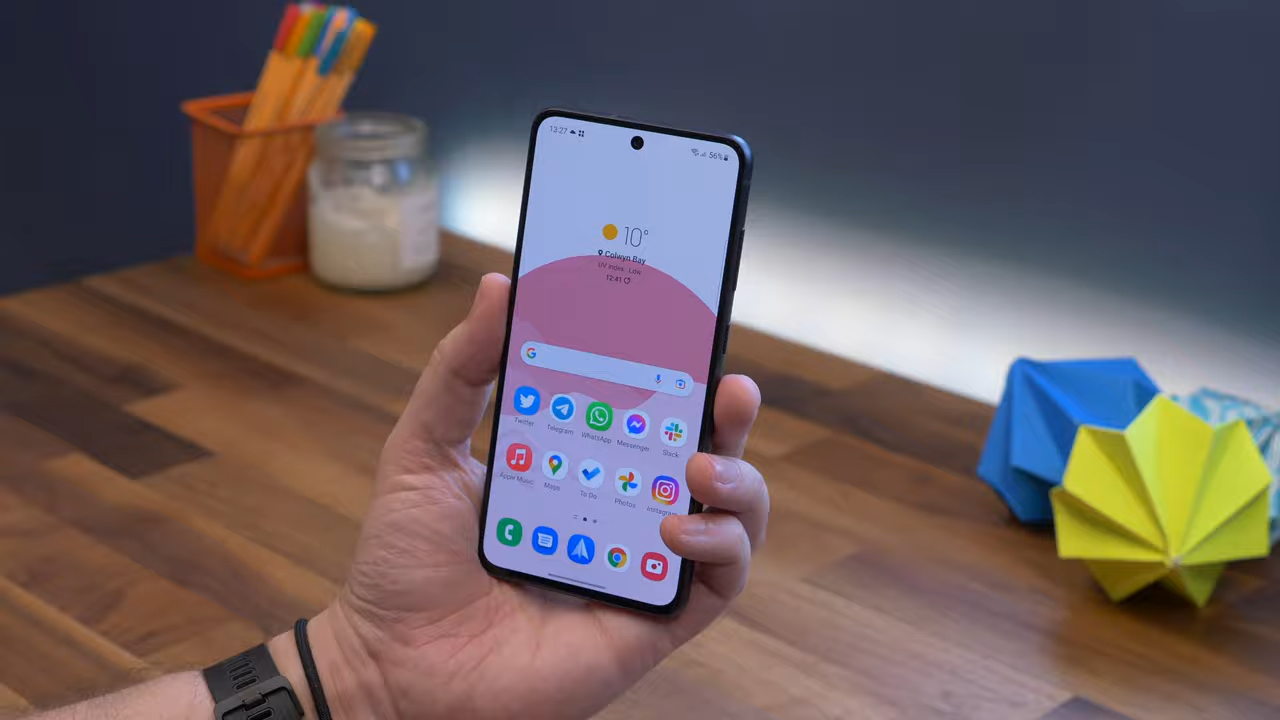 13:27
56%
10°
Colwyn Bay
UV index · Low
12:41
Twitter Telegram WhatsApp Messenger Slack
Apple Music Maps To Do Photos Instagram